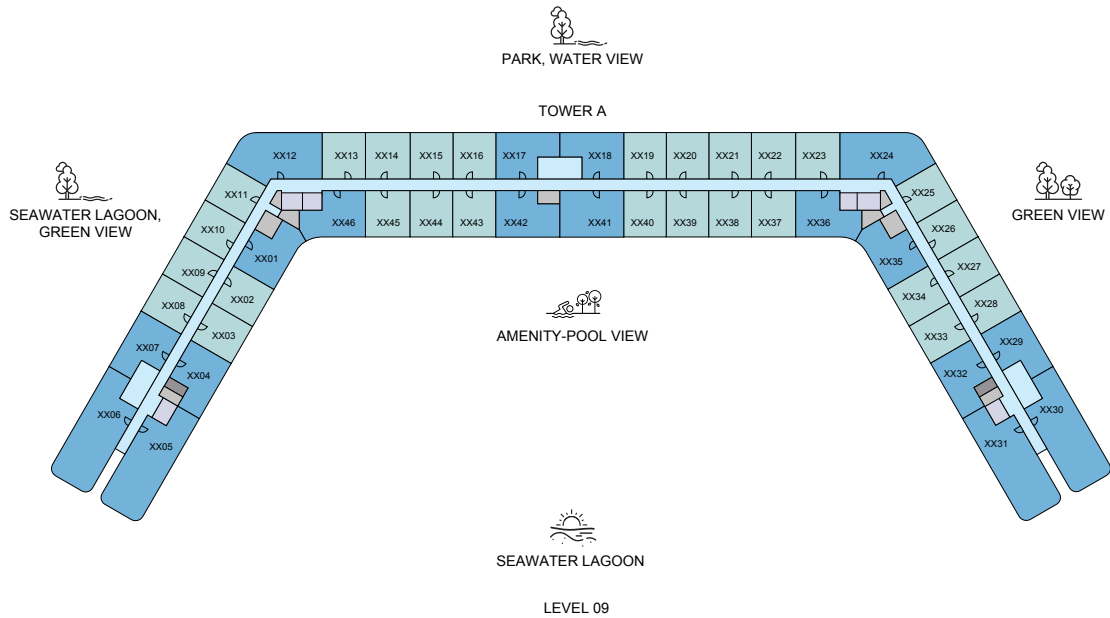 PARK, WATER VIEW
TOWER A
XX12
XX13
XX14
XX15
XX16
XX17
XX18
XX19
XX20
XX21
XX22
XX23
XX24
SEAWATER LAGOON,
GREEN VIEW
GREEN VIEW
XX11
XX10
XX09
XX08
XX07
XX06
XX05
XX04
XX03
XX02
XX01
XX46
XX45
XX44
XX43
XX42
XX41
XX40
XX39
XX38
XX37
XX36
XX35
XX34
XX33
XX32
XX31
XX25
XX26
XX27
XX28
XX29
XX30
AMENITY-POOL VIEW
SEAWATER LAGOON
LEVEL 09